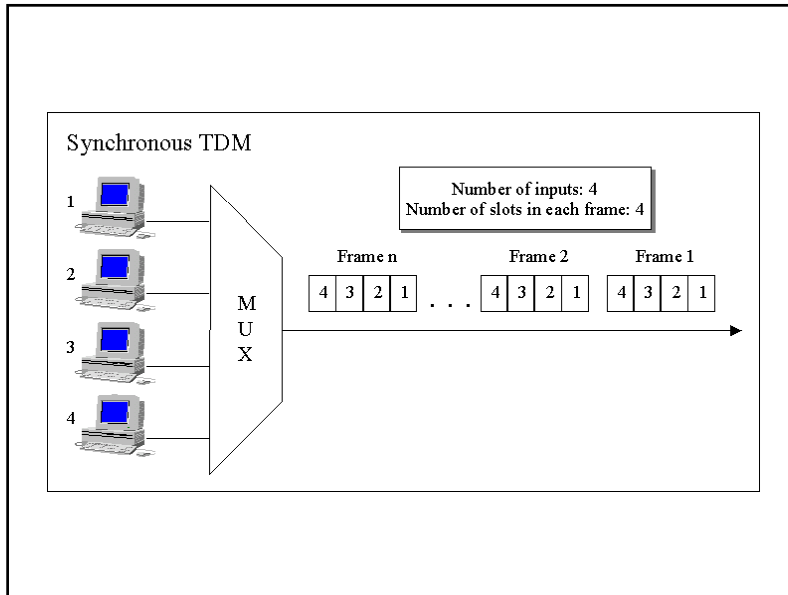 Synchronous TDM
1
2
3
4
M
U
X
Number of inputs: 4
Number of slots in each frame: 4
Frame n Frame 2 Frame 1
4 3 2 1 . . . 4 3 2 1 4 3 2 1